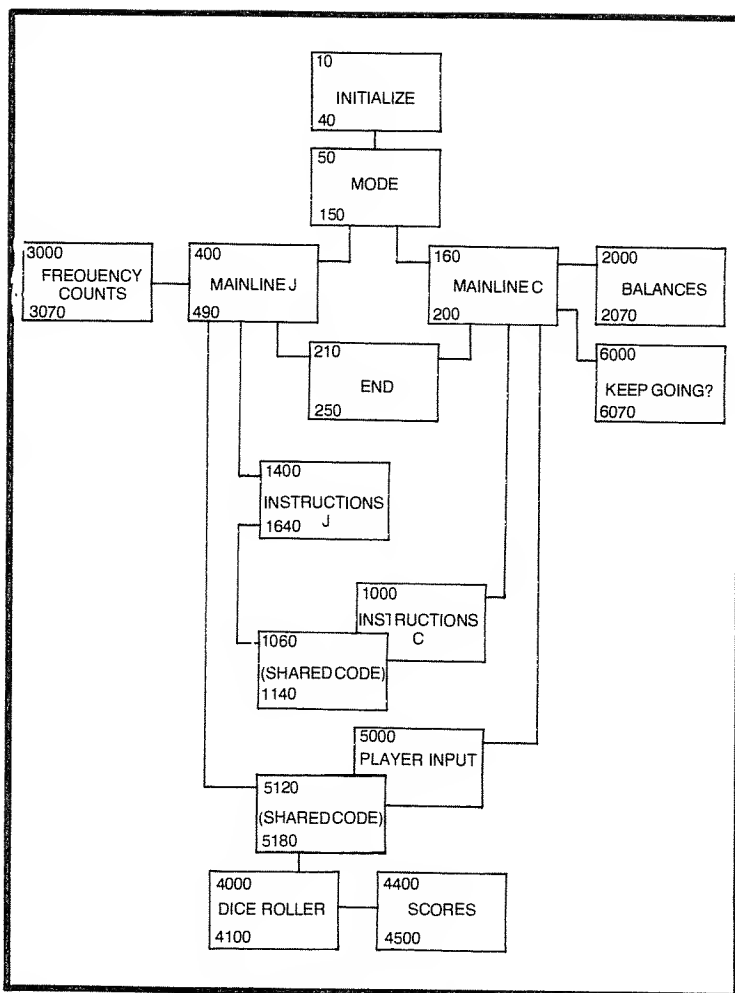 10
INITIALIZE
40
50
MODE
150
3000
FREQUENCY
COUNTS
3070
400
MAINLINE J
490
160
MAINLINE C
200
2000
BALANCES
2070
210
END
250
6000
KEEP GOING?
6070
1400
INSTRUCTIONS
J
1640
1000
INSTRUCTIONS
C
1060
(SHARED CODE)
1140
5000
PLAYER INPUT
5120
(SHARED CODE)
5180
4000
DICE ROLLER
4100
4400
SCORES
4500